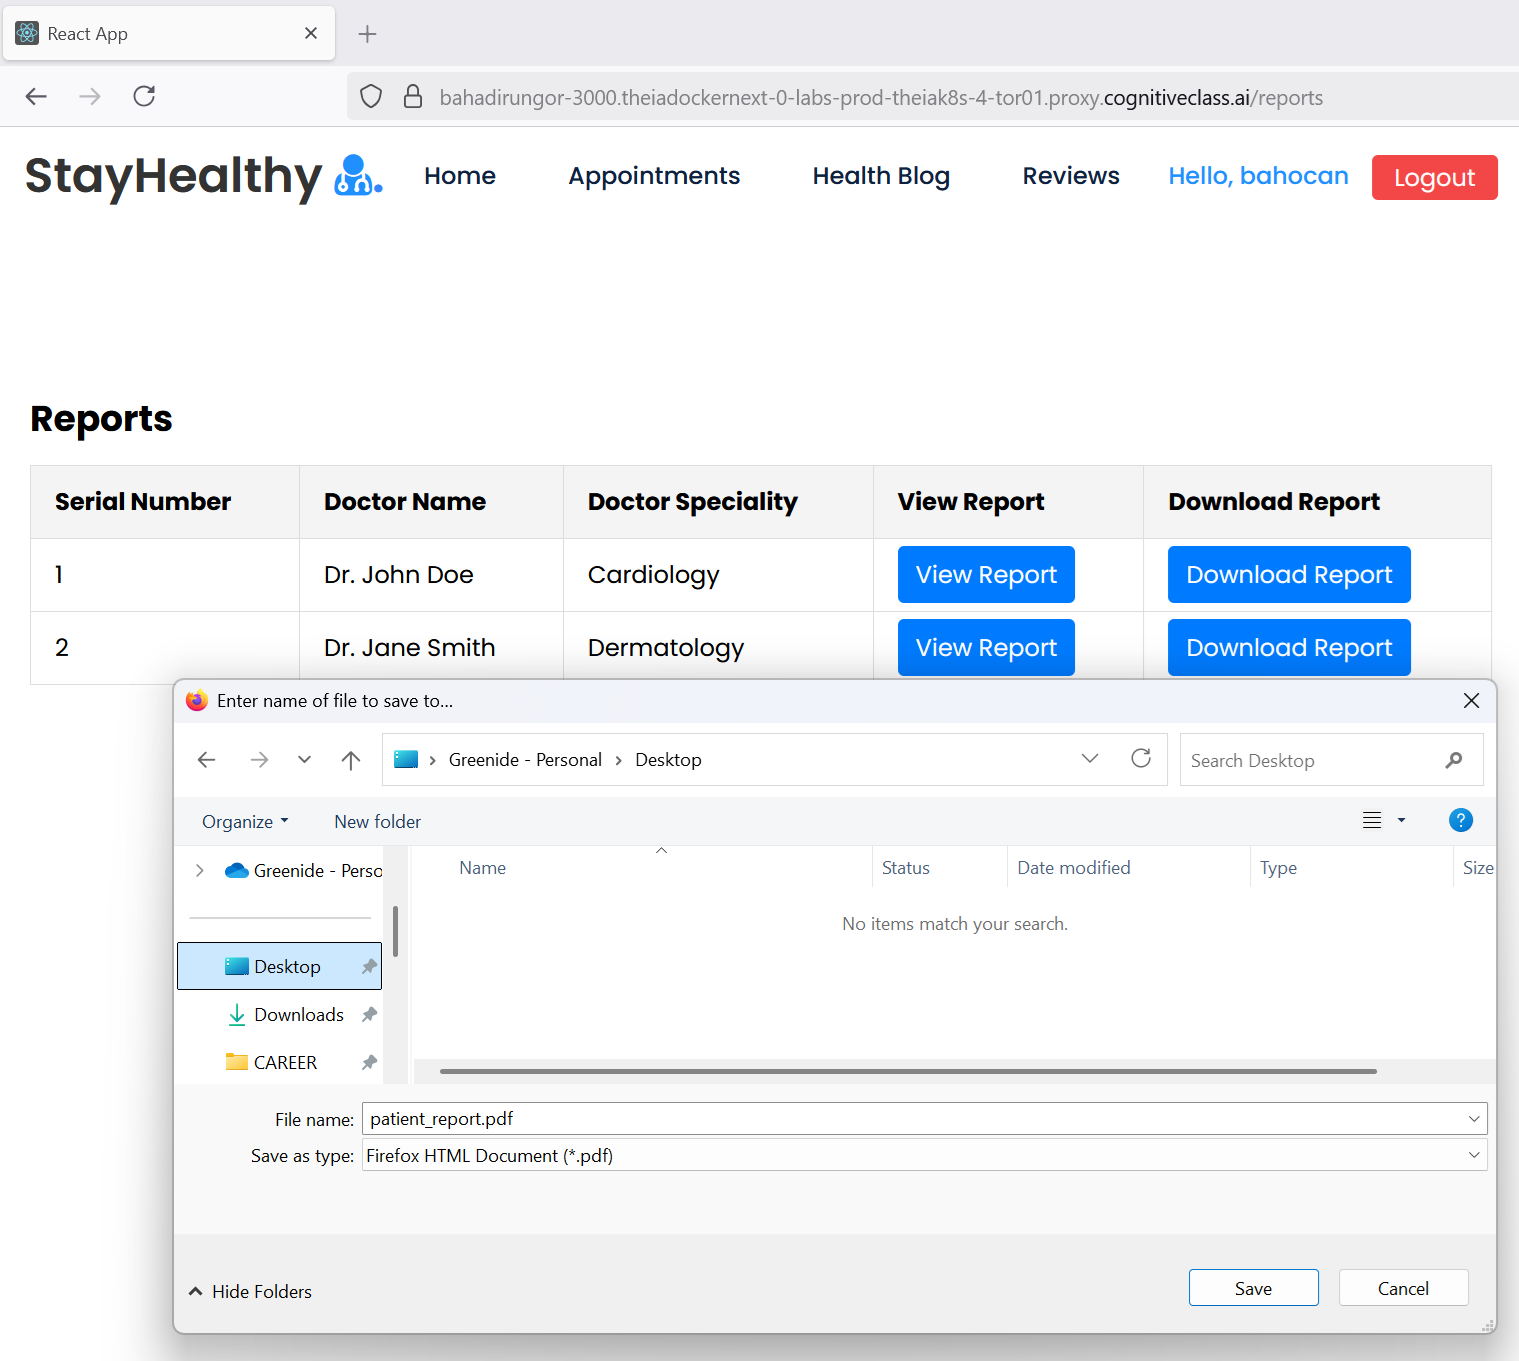 React App
bahadirungor-3000.theiadockernext-0-labs-prod-theiak8s-4-tor01.proxy.cognitiveclass.ai/reports
StayHealthy Home Appointments Health Blog Reviews Hello, bahocan Logout
Reports
Serial Number Doctor Name Doctor Speciality View Report Download Report
1 Dr. John Doe Cardiology View Report Download Report
2 Dr. Jane Smith Dermatology View Report Download Report
Enter name of file to save to...
Greenide - Personal > Desktop Search Desktop
Organize New folder ?
Greenide - Perso Name Status Date modified Type Size
No items match your search.
Desktop
Downloads
CAREER
File name: patient_report.pdf
Save as type: Firefox HTML Document (*.pdf)
Hide Folders Save Cancel